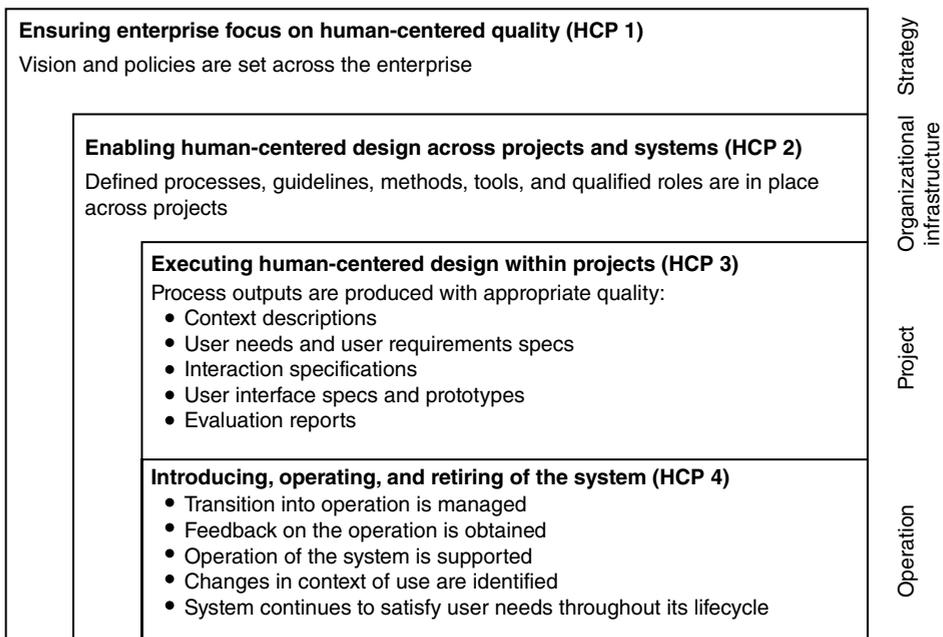 Ensuring enterprise focus on human-centered quality (HCP 1)
Vision and policies are set across the enterprise
Strategy
Enabling human-centered design across projects and systems (HCP 2)
Defined processes, guidelines, methods, tools, and qualified roles are in place
across projects
Organizational
infrastructure
Executing human-centered design within projects (HCP 3)
Process outputs are produced with appropriate quality:
• Context descriptions
• User needs and user requirements specs
• Interaction specifications
• User interface specs and prototypes
• Evaluation reports
Project
Introducing, operating, and retiring of the system (HCP 4)
• Transition into operation is managed
• Feedback on the operation is obtained
• Operation of the system is supported
• Changes in context of use are identified
• System continues to satisfy user needs throughout its lifecycle
Operation